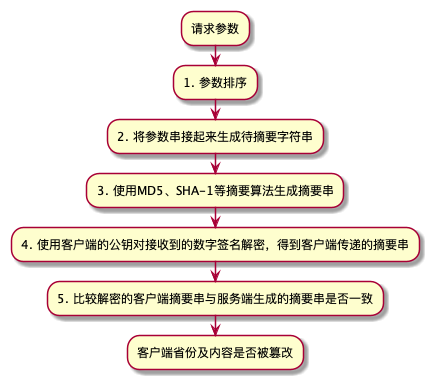 请求参数
1. 参数排序
2. 将参数串接起来生成待摘要字符串
3. 使用MD5、SHA-1等摘要算法生成摘要串
4. 使用客户端的公钥对接收到的数字签名解密，得到客户端传递的摘要串
5. 比较解密的客户端摘要串与服务端生成的摘要串是否一致
客户端省份及内容是否被篡改